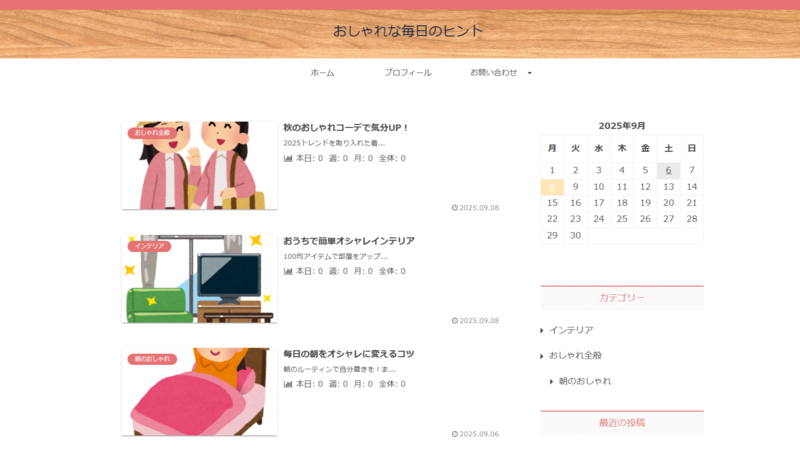 おしゃれな毎日のヒント
ホーム プロフィール お問い合わせ
おしゃれ全般
秋のおしゃれコーデで気分UP！
2025トレンドを取り入れた着...
本日: 0 週: 0 月: 0 全体: 0
2025.09.08
インテリア
おうちで簡単オシャレインテリア
100円アイテムで部屋をアップ...
本日: 0 週: 0 月: 0 全体: 0
2025.09.08
朝のおしゃれ
毎日の朝をオシャレに変えるコツ
朝のルーティンで自分磨きを！ま...
本日: 0 週: 0 月: 0 全体: 0
2025.09.06
2025年9月
月 火 水 木 金 土 日
1 2 3 4 5 6 7
8 9 10 11 12 13 14
15 16 17 18 19 20 21
22 23 24 25 26 27 28
29 30
カテゴリー
インテリア
おしゃれ全般
朝のおしゃれ
最近の投稿